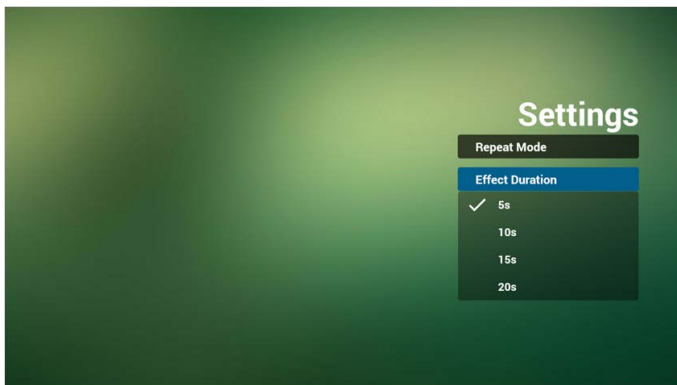 Settings
Repeat Mode
Effect Duration
5s
10s
15s
20s